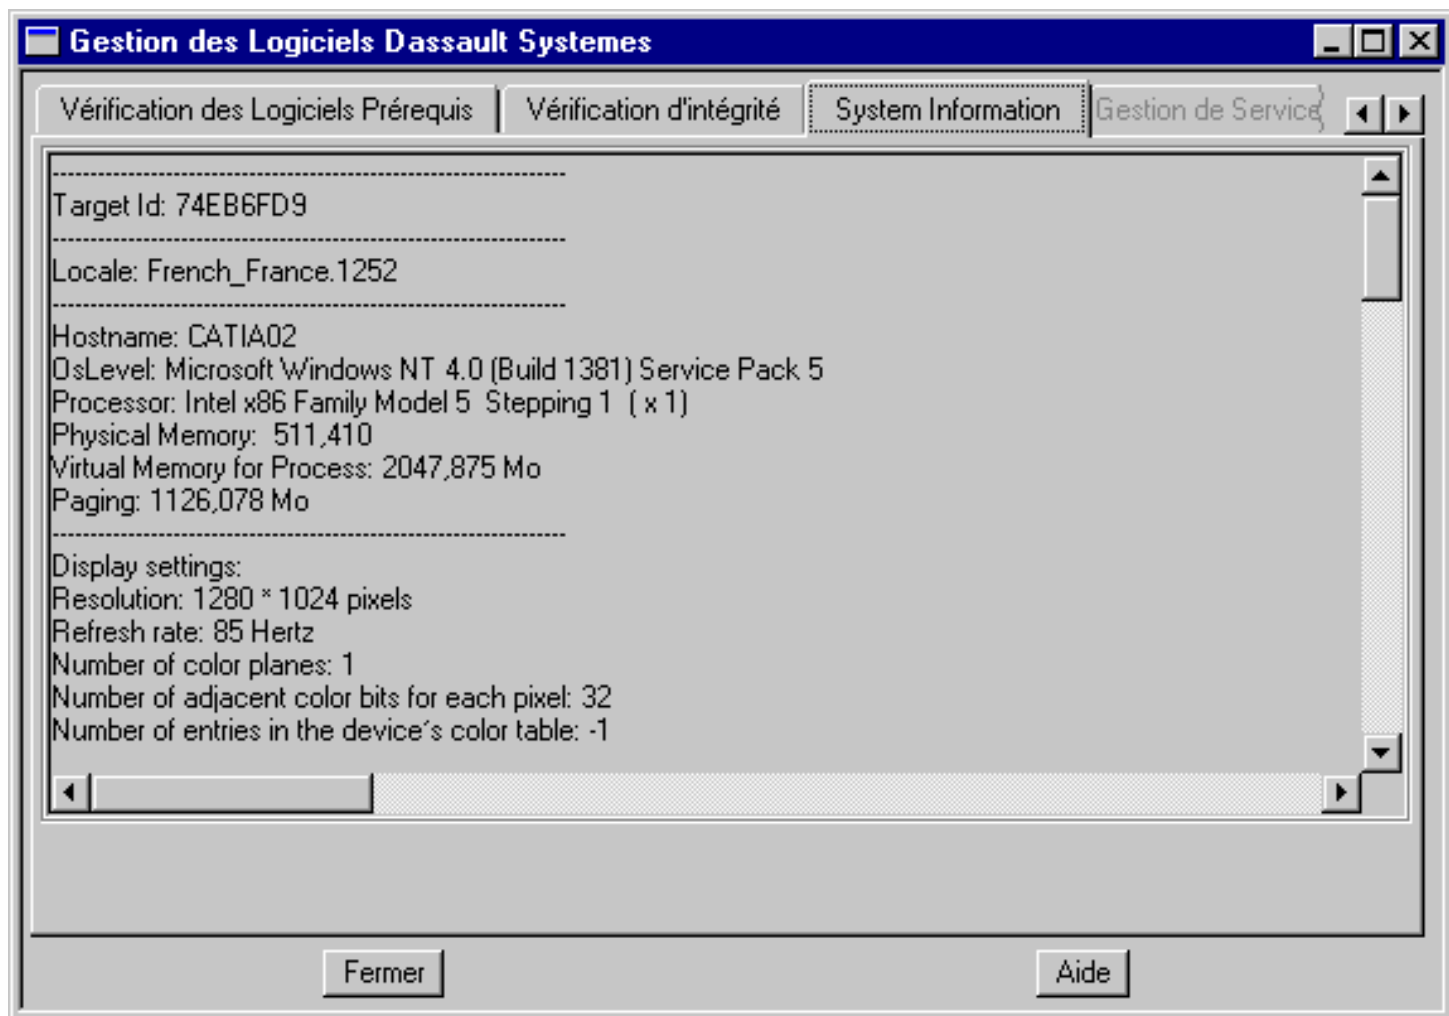 Gestion des Logiciels Dassault Systemes
Vérification des Logiciels Prérequis Vérification d'intégrité System Information Gestion de Service
------------------------------------------------------------------
Target Id: 74EB6FD9
------------------------------------------------------------------
Locale: French_France.1252
------------------------------------------------------------------
Hostname: CATIA02
OsLevel: Microsoft Windows NT 4.0 (Build 1381) Service Pack 5
Processor: Intel x86 Family Model 5 Stepping 1 ( x 1)
Physical Memory: 511,410
Virtual Memory for Process: 2047,875 Mo
Paging: 1126,078 Mo
------------------------------------------------------------------
Display settings:
Resolution: 1280 * 1024 pixels
Refresh rate: 85 Hertz
Number of color planes: 1
Number of adjacent color bits for each pixel: 32
Number of entries in the device´s color table: -1
Fermer Aide